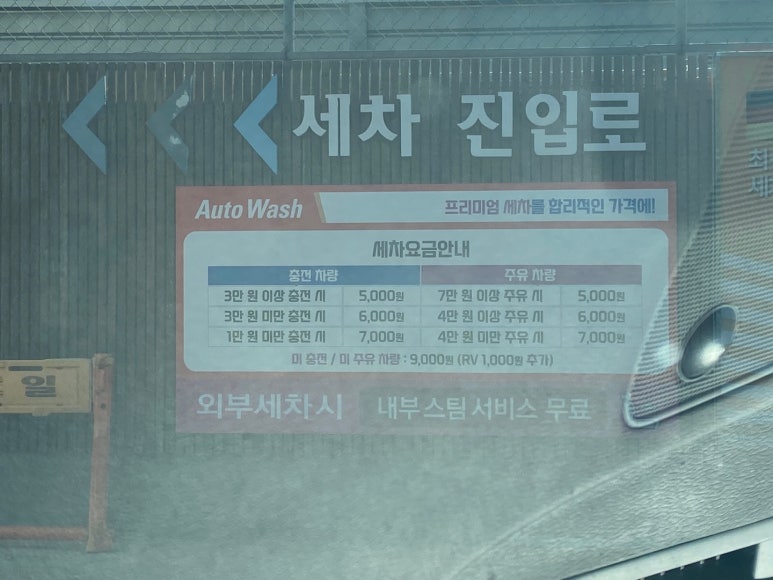 세차 진입로
최
세
Auto Wash 프리미엄 세차를 합리적인 가격에!
세차요금안내
충전 차량 주유 차량
3만 원 이상 충전 시 5,000원 7만 원 이상 주유 시 5,000원
3만 원 미만 충전 시 6,000원 4만 원 이상 주유 시 6,000원
1만 원 미만 충전 시 7,000원 4만 원 미만 주유 시 7,000원
미 충전 / 미 주유 차량 : 9,000원 (RV 1,000원 추가)
일
외부세차시 내부 스팀 서비스 무료